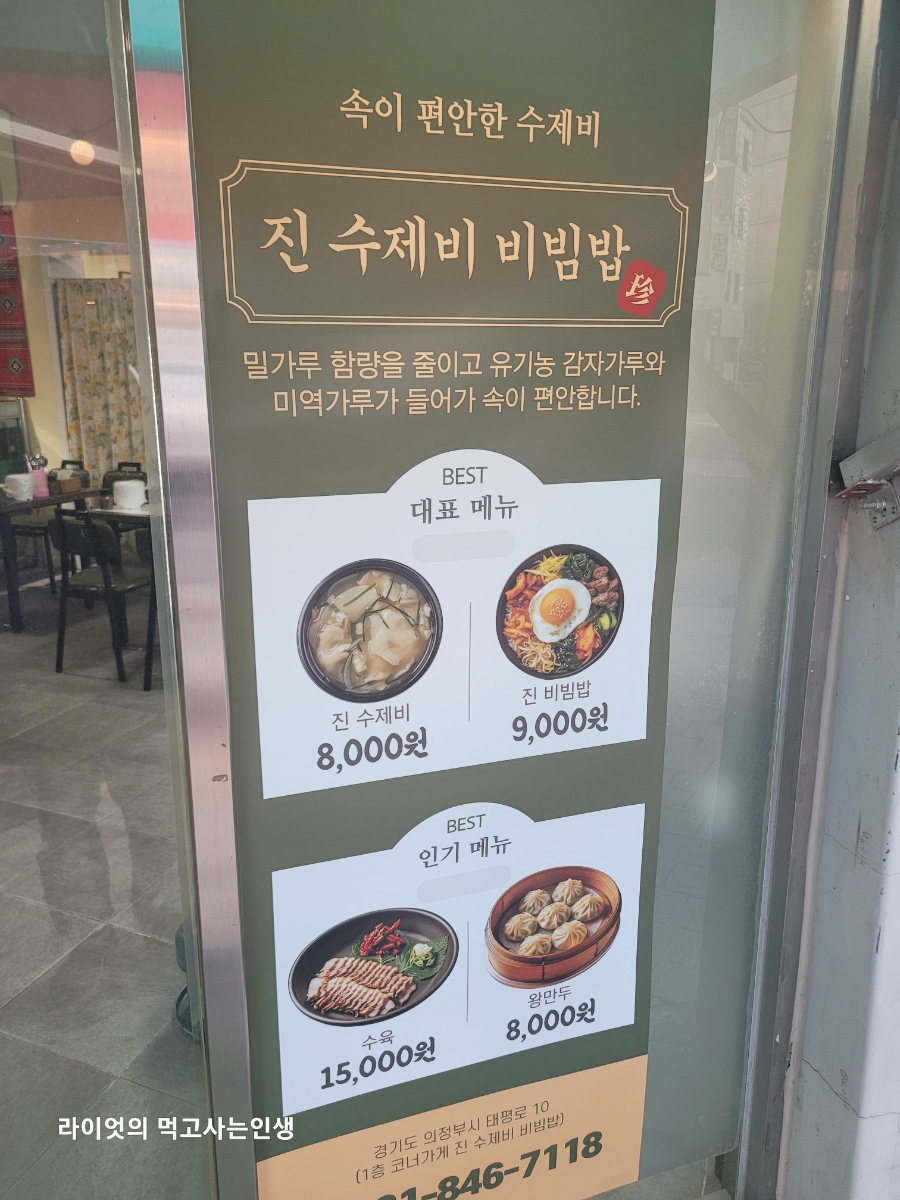 속이 편안한 수제비
진 수제비 비빔밥
밀가루 함량을 줄이고 유기농 감자가루와
미역가루가 들어가 속이 편안합니다.
BEST
대표 메뉴
진 수제비
8,000원
진 비빔밥
9,000원
BEST
인기 메뉴
수육
15,000원
왕만두
8,000원
경기도 의정부시 태평로 10
(1층 코너가게 진 수제비 비빔밥)
31-846-7118
라이엇의 먹고사는인생